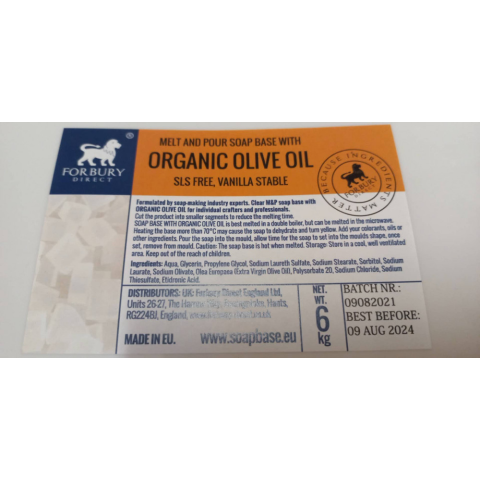 FORBURY
DIRECT
®
MELT AND POUR SOAP BASE WITH
ORGANIC OLIVE OIL
SLS FREE, VANILLA STABLE
BECAUSE INGREDIENTS MATTER
FORBURY
Formulated by soap-making industry experts. Clear M&P soap base with
ORGANIC OLIVE OIL for individual crafters and professionals.
Cut the product into smaller segments to reduce the melting time.
SOAP BASE WITH ORGANIC OLIVE OIL is best melted in a double boiler, but can be melted in the microwave.
Heating the base more than 70°C may cause the soap to dehydrate and turn yellow. Add your colorants, oils or
other ingredients. Pour the soap into the mould, allow time for the soap to set into the moulds shape, once
set, remove from mould. Caution: The soap base is hot when melted. Storage: Store in a cool, well ventilated
area. Keep out of the reach of children.
Ingredients: Aqua, Glycerin, Propylene Glycol, Sodium Laureth Sulfate, Sodium Stearate, Sorbitol, Sodium
Laurate, Sodium Olivate, Olea Europaea (Extra Virgin Olive Oil), Polysorbate 20, Sodium Chloride, Sodium
Thiosulfate, Etidronic Acid.
DISTRIBUTORS: UK: Forbury Direct England Ltd,
Units 26-27, The Hants,
RG224BU, England,
MADE IN EU.
www.soapbase.eu
NET.
WT.
6
kg
BATCH NR.:
09082021
BEST BEFORE:
09 AUG 2024